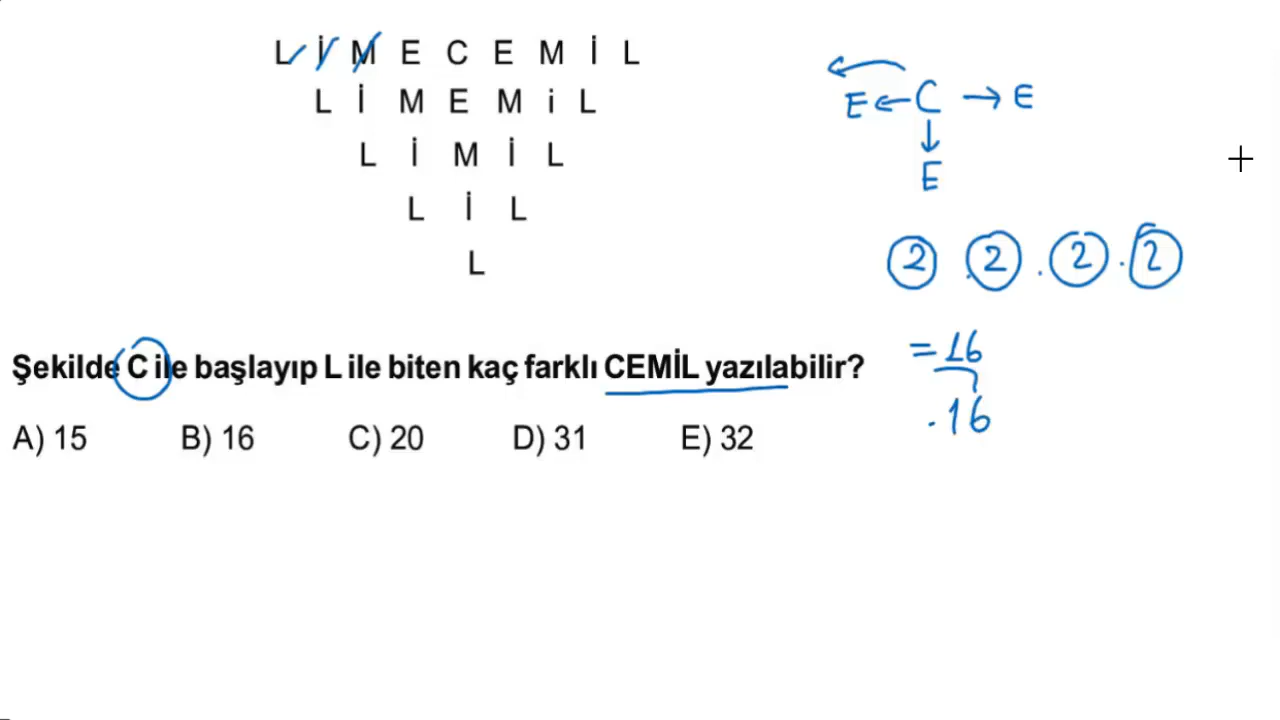 L İ M E C E M İ L
L İ M E M i L
L İ M İ L
L İ L
L
E ← C → E
↓
E
2 . 2 . 2 . 2
= 16
. 16
Şekilde C ile başlayıp L ile biten kaç farklı CEMİL yazılabilir?
A) 15 B) 16 C) 20 D) 31 E) 32